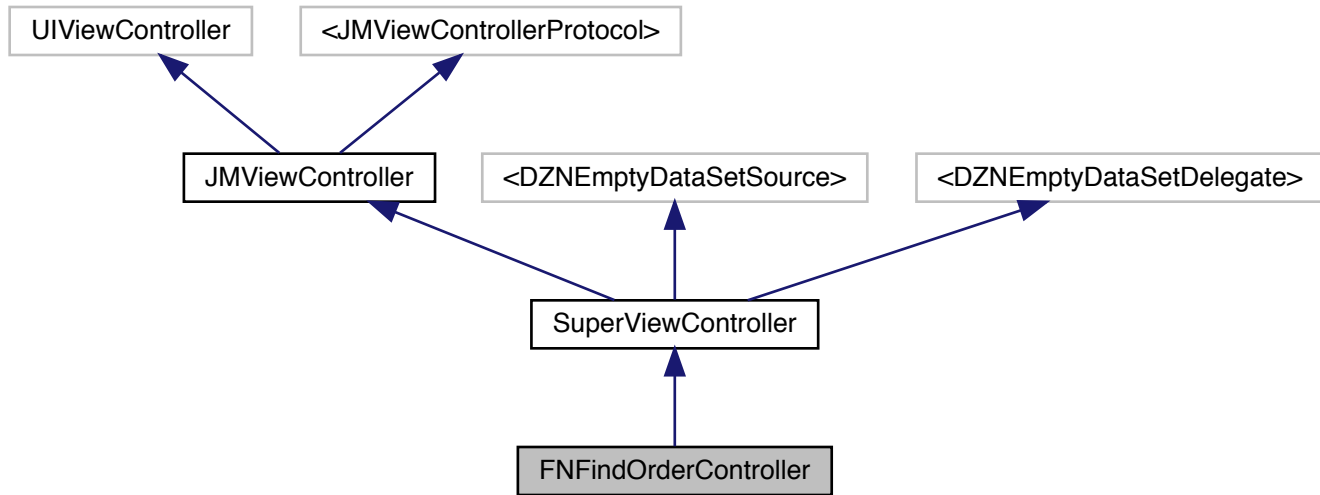 UIViewController
<JMViewControllerProtocol>
JMViewController
<DZNEmptyDataSetSource>
<DZNEmptyDataSetDelegate>
SuperViewController
FNFindOrderController